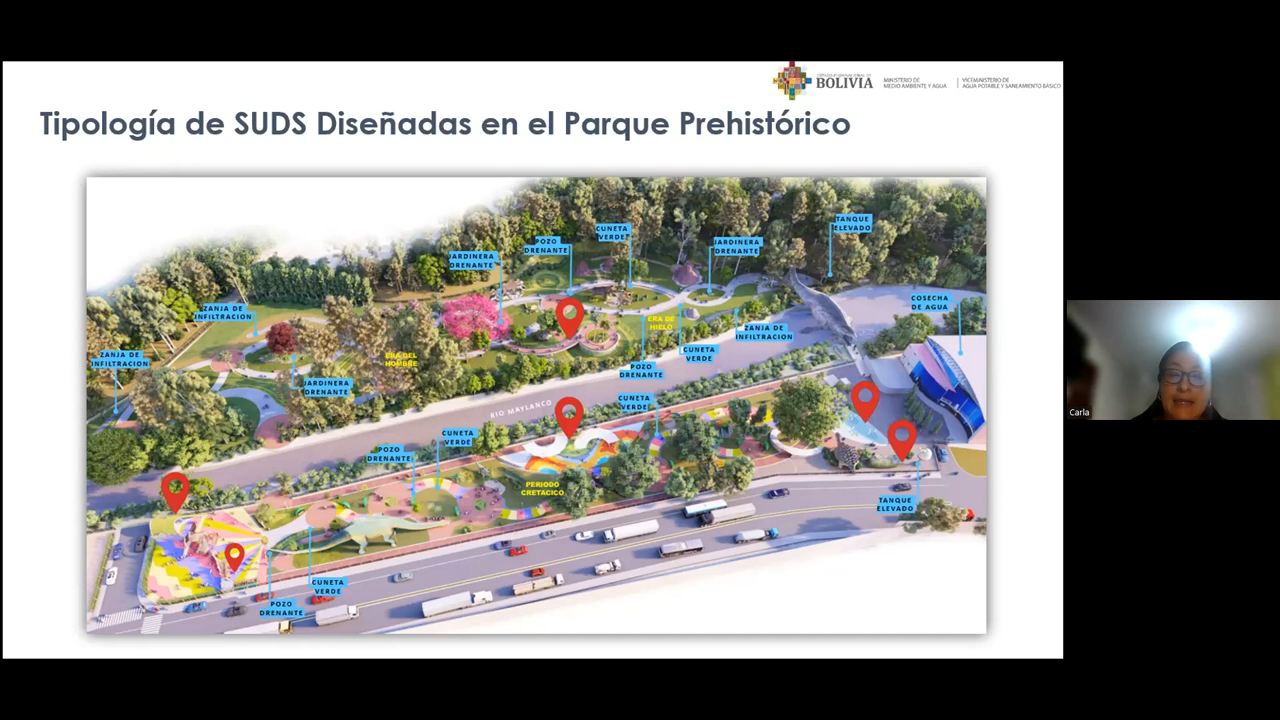 BOLIVIA
MINISTERIO DE
MEDIO AMBIENTE Y AGUA
VICEMINISTERIO DE
AGUA POTABLE Y SANEAMIENTO BÁSICO
Tipología de SUDS Diseñadas en el Parque Prehistórico
TANQUE
ELEVADO
CUNETA
VERDE
POZO
DRENANTE
JARDINERA
DRENANTE
JARDINERA
DRENANTE
COSECHA
DE AGUA
ZANJA DE
INFILTRACION
ERA DE
HIELO
ZANJA DE
INFILTRACION
ZANJA DE
INFILTRACION
ERA DEL
HOMBRE
CUNETA
VERDE
POZO
DRENANTE
JARDINERA
DRENANTE
RIO MAYLANCO
CUNETA
VERDE
CUNETA
VERDE
POZO
DRENANTE
PERIODO
CRETACICO
TANQUE
ELEVADO
CUNETA
VERDE
POZO
DRENANTE
Carla